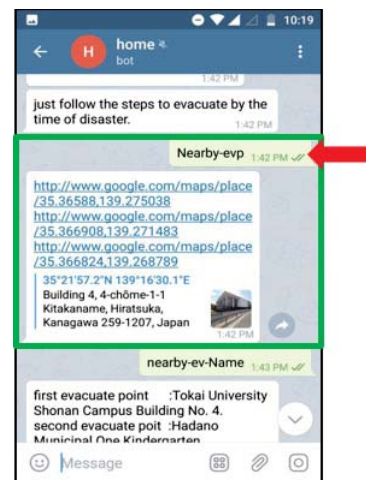 10:19
H home
bot
1:42 PM
just follow the steps to evacuate by the
time of disaster.
1:42 PM
Nearby-evp 1:42 PM
http://www.google.com/maps/place
/35.36588,139.275038
http://www.google.com/maps/place
/35.366908,139.271483
http://www.google.com/maps/place
/35.366824,139.268789
35°21'57.2"N 139°16'30.1"E
Building 4, 4-chōme-1-1
Kitakaname, Hiratsuka,
Kanagawa 259-1207, Japan
1:42 PM
nearby-ev-Name 1:43 PM
first evacuate point :Tokai University
Shonan Campus Building No. 4.
second evacuate poit :Hadano
Municipal One Kindergarten
Message